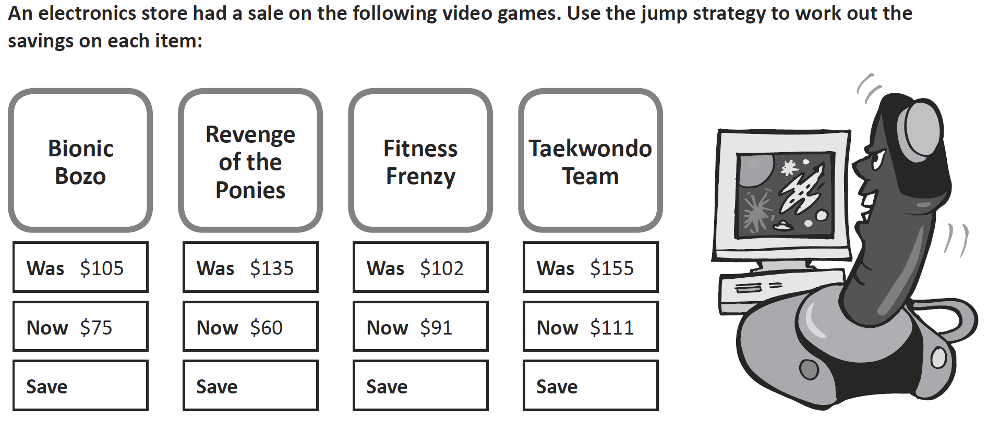 An electronics store had a sale on the following video games. Use the jump strategy to work out the
savings on each item:
Bionic
Bozo
Was $105
Now $75
Save
Revenge
of the
Ponies
Was $135
Now $60
Save
Fitness
Frenzy
Was $102
Now $91
Save
Taekwondo
Team
Was $155
Now $111
Save